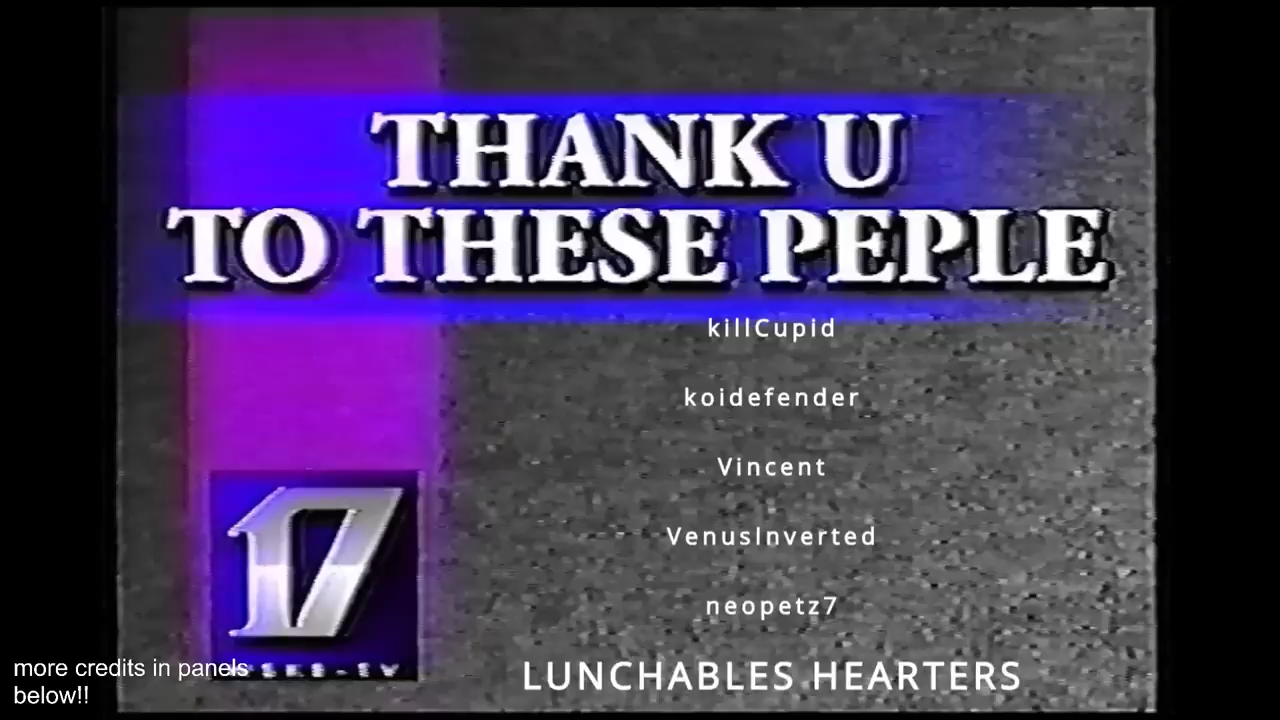 THANK U
TO THESE PEPLE
killCupid
koidefender
Vincent
VenusInverted
neopetz7
17
LUNCHABLES HEARTERS
more credits in panels
below!!